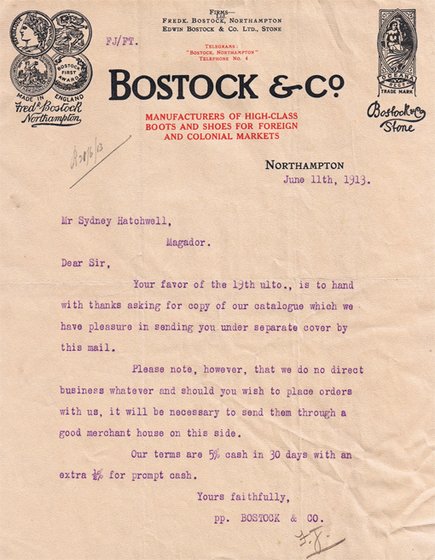 Firms—
Fredk. Bostock, Northampton
Edwin Bostock & Co. Ltd., Stone
FJ/FT.
Telegrams:
"Bostock, Northampton"
Telephone No. 4
BOSTOCK & Co
MANUFACTURERS OF HIGH-CLASS
BOOTS AND SHOES FOR FOREIGN
AND COLONIAL MARKETS
BOSTOCK
FIRST
AWARD
MADE IN ENGLAND
Fredk Bostock
Northampton.
TRADE MARK
Bostock
Stone
NORTHAMPTON
June 11th, 1913.
Mr Sydney Hatchwell,
Magador.
Dear Sir,
Your favor of the 19th ulto., is to hand
with thanks asking for copy of our catalogue which we
have pleasure in sending you under separate cover by
this mail.
Please note, however, that we do no direct
business whatever and should you wish to place orders
with us, it will be necessary to send them through a
good merchant house on this side.
Our terms are 5% cash in 30 days with an
extra ½% for prompt cash.
Yours faithfully,
pp. BOSTOCK & CO.
F.J.